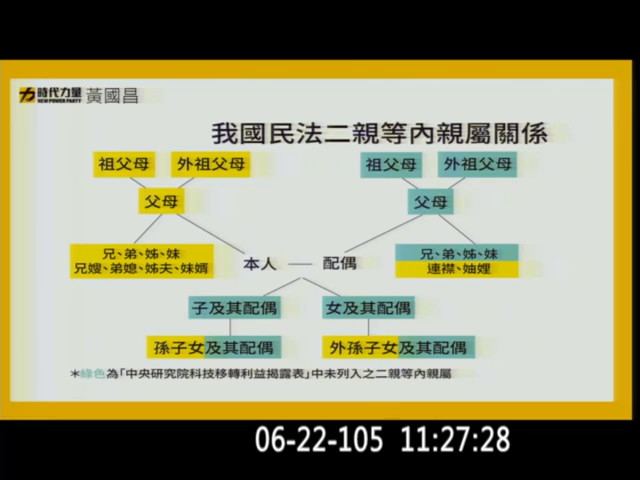 時代力量
NEW POWER PARTY
黃國昌
我國民法二親等內親屬關係
祖父母 外祖父母 祖父母 外祖父母
父母 父母
兄、弟、姊、妹
兄嫂、弟媳、姊夫、妹婿
本人 配偶
兄、弟、姊、妹
連襟、妯娌
子及其配偶 女及其配偶
孫子女及其配偶 外孫子女及其配偶
*綠色為「中央研究院科技移轉利益揭露表」中未列入之二親等內親屬
06-22-105 11:27:28